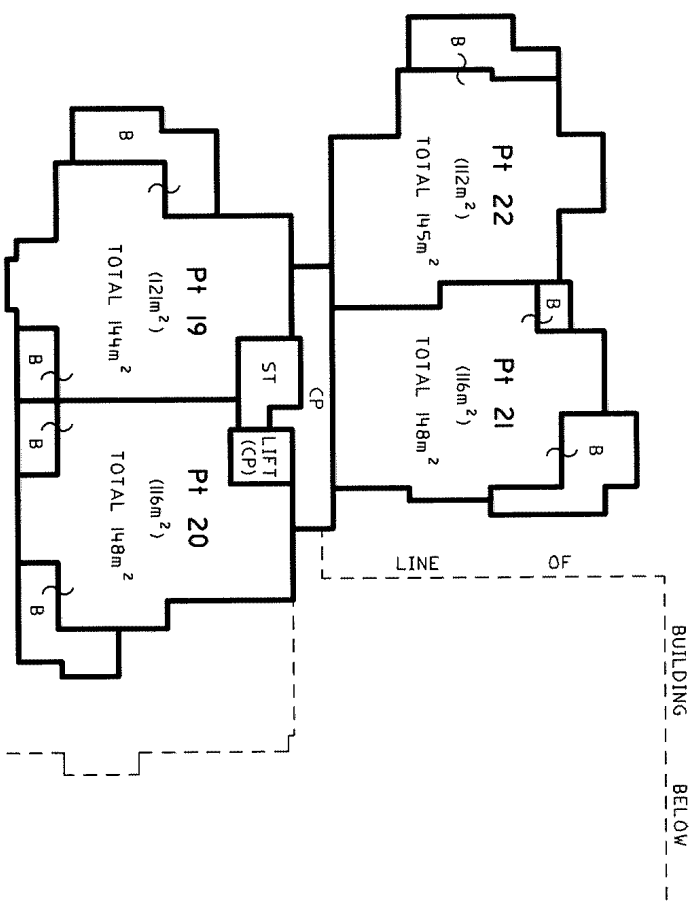 B
Pt 22
(112m²)
TOTAL 145m²
B
Pt 19
(121m²)
TOTAL 144m²
B
ST
CP
LIFT
(CP)
B
Pt 21
(116m²)
TOTAL 148m²
B
B
Pt 20
(116m²)
TOTAL 148m²
B
LINE OF
BUILDING BELOW